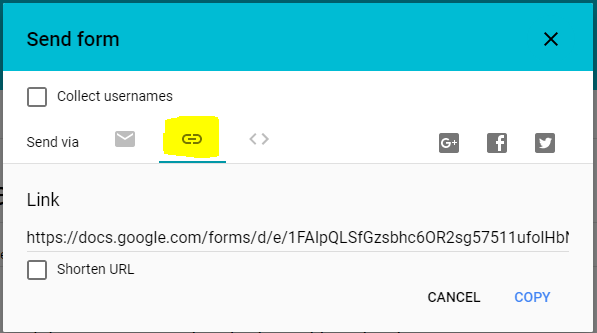 Send form
Collect usernames
Send via
G+
Link
https://docs.google.com/forms/d/e/1FAIpQLSfGzsbhc6OR2sg57511ufolHbN
Shorten URL
CANCEL COPY